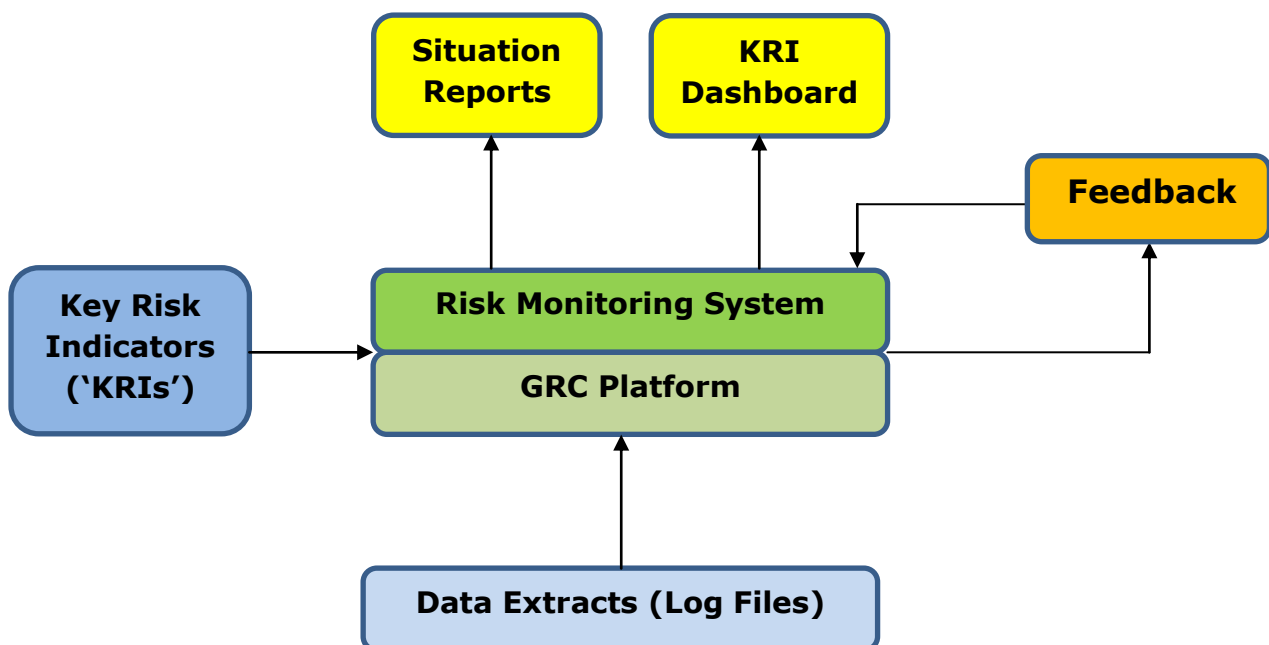 Situation
Reports
KRI
Dashboard
Feedback
Key Risk
Indicators
(‘KRIs’)
Risk Monitoring System
GRC Platform
Data Extracts (Log Files)